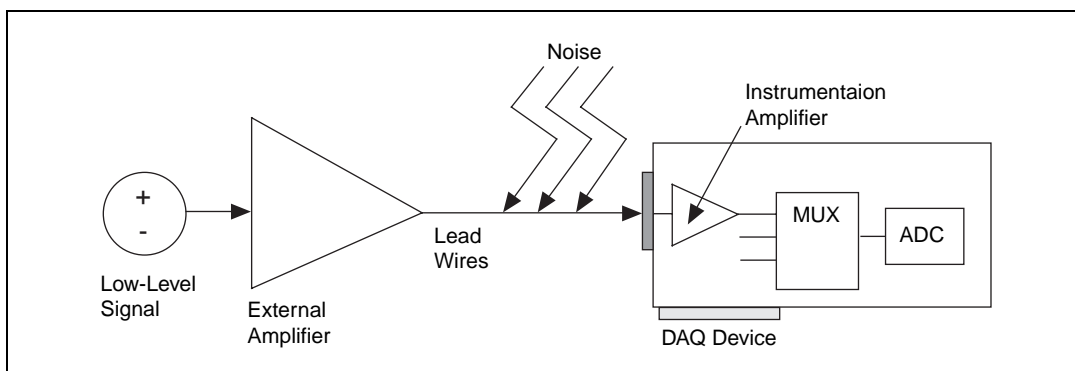 Noise
Instrumentaion
Amplifier
+
-
MUX
ADC
Lead
Wires
Low-Level
Signal
External
Amplifier
DAQ Device